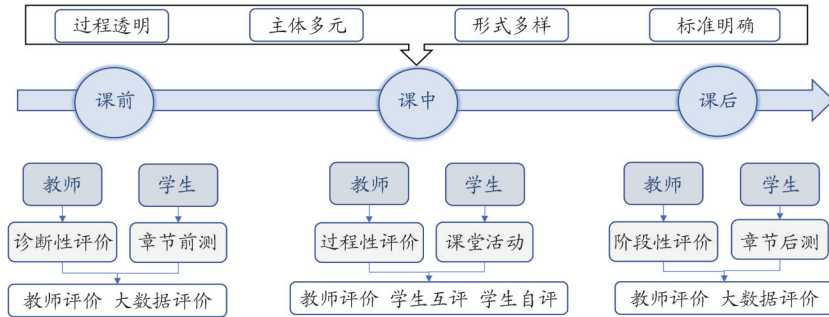 过程透明 主体多元 形式多样 标准明确
课前 课中 课后
教师 学生 教师 学生 教师 学生
诊断性评价 章节前测 过程性评价 课堂活动 阶段性评价 章节后测
教师评价 大数据评价 教师评价 学生互评 学生自评 教师评价 大数据评价